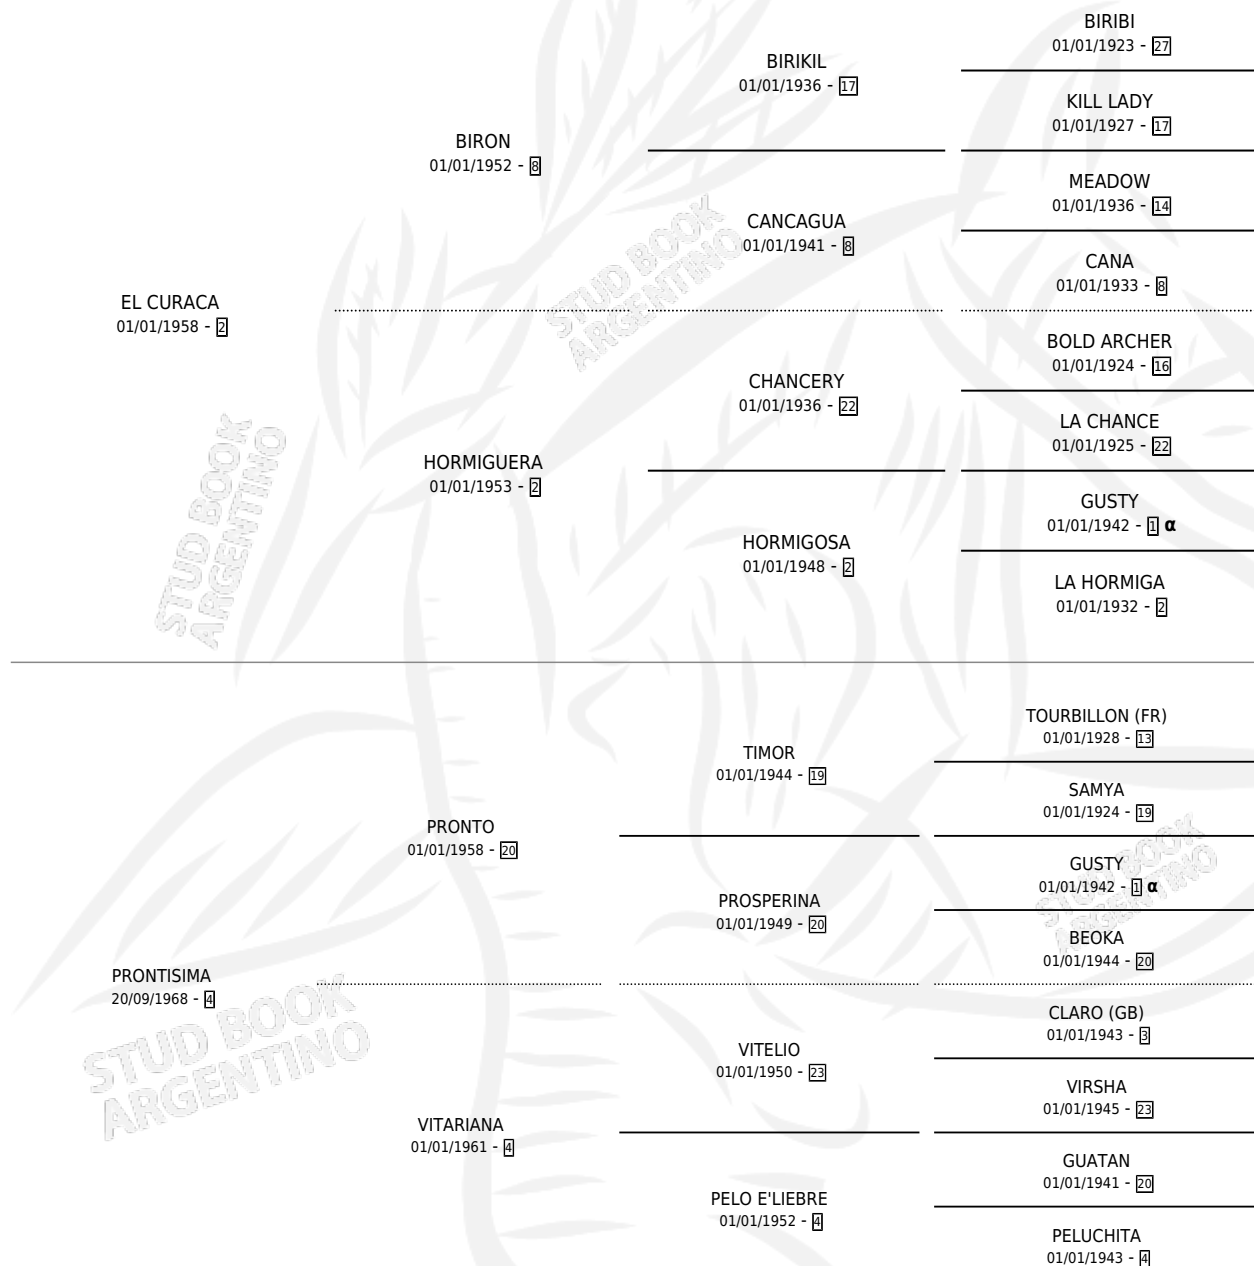 BIRIBI
01/01/1923 - 27
BIRIKIL
01/01/1936 - 17
KILL LADY
01/01/1927 - 17
BIRON
01/01/1952 - 8
MEADOW
01/01/1936 - 14
CANCAGUA
01/01/1941 - 8
CANA
01/01/1933 - 8
EL CURACA
01/01/1958 - 2
STUD BOOK
ARGENTINO
BOLD ARCHER
01/01/1924 - 16
CHANCERY
01/01/1936 - 22
LA CHANCE
01/01/1925 - 22
HORMIGUERA
01/01/1953 - 2
GUSTY
01/01/1942 - 1 α
HORMIGOSA
01/01/1948 - 2
LA HORMIGA
01/01/1932 - 2
STUD BOOK
ARGENTINO
TOURBILLON (FR)
01/01/1928 - 13
TIMOR
01/01/1944 - 19
SAMYA
01/01/1924 - 19
PRONTO
01/01/1958 - 20
GUSTY
01/01/1942 - 1 α
PROSPERINA
01/01/1949 - 20
BEOKA
01/01/1944 - 20
STUD BOOK
ARGENTINO
PRONTISIMA
20/09/1968 - 4
CLARO (GB)
01/01/1943 - 3
VITELIO
01/01/1950 - 23
VIRSHA
01/01/1945 - 23
VITARIANA
01/01/1961 - 4
GUATAN
01/01/1941 - 20
PELO E'LIEBRE
01/01/1952 - 4
PELUCHITA
01/01/1943 - 4
STUD BOOK
ARGENTINO